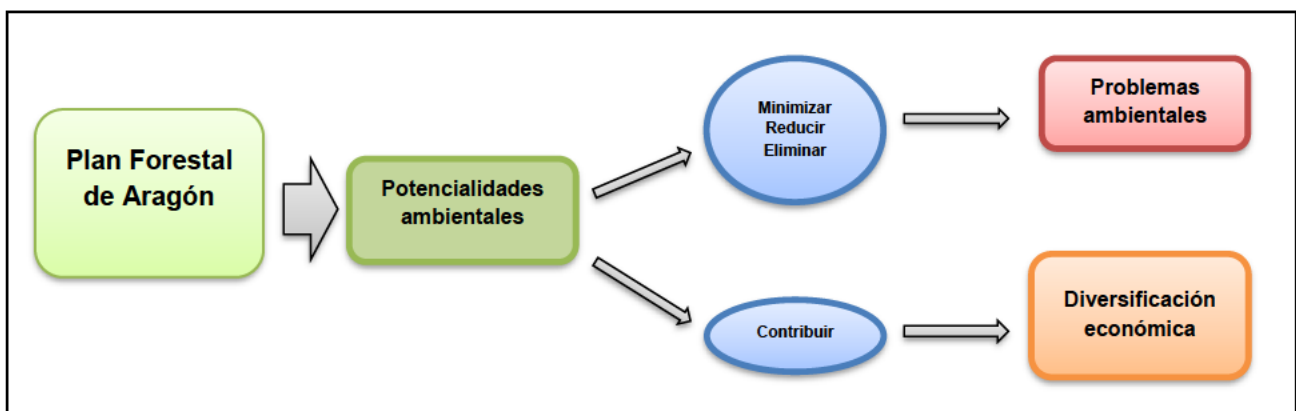 Plan Forestal
de Aragón
Potencialidades
ambientales
Minimizar
Reducir
Eliminar
Problemas
ambientales
Contribuir
Diversificación
económica